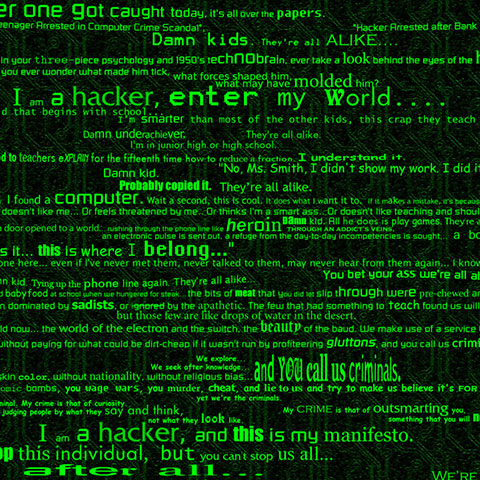 er one got caught today, it's all over the papers.
eenager Arrested in Computer Crime Scandal", "Hacker Arrested after Bank
Damn kids. They're all ALIKE....
in your three-piece psychology and 1950's technobrain, ever take a look behind the eyes of the
you ever wonder what made him tick,
what forces shaped him,
what may have molded him?
I am a hacker, enter my World....
d that begins with school...
I'm smarter than most of the other kids, this crap they teach
Damn underachiever. They're all alike.
I'm in junior high or high school.
ed to teachers eXPLAIN for the fifteenth time how to reduce a fraction. I understand it.
"No, Ms. Smith, I didn't show my work. I did it
Damn kid.
Probably copied it. They're all alike.
I found a computer. Wait a second, this is cool. It does what I want it to. If it makes a mistake, it's because
doesn't like me... Or feels threatened by me... Or thinks I'm a smart ass... Or doesn't like teaching and shoul
Damn kid. All he does is play games. They're a
door opened to a world... rushing through the phone line like heroin THROUGH AN ADDICT'S VEINS,
an electronic pulse is sent out, a refuge from the day-to-day incompetencies is sought... a bo
s it... this is where I belong..."
one here... even if I've never met them, never talked to them, may never hear from them again... I know
You bet your ass we're all al
n kid. Tying up the phone line again. They're all alike...
d baby food at school when we hungered for steak... the bits of meat that you did let slip through were pre-chewed an
n dominated by sadists, or ignored by the apathetic. The few that had something to teach found us will
but those few are like drops of water in the desert.
ld now... the world of the electron and the switch, the beauty of the baud. We make use of a service
without paying for what could be dirt-cheap if it wasn't run by profiteering gluttons, and you call us crimi
We explore...
We seek after knowledge... and YOU call us criminals.
skin color, without nationality, without religious bias...
omic bombs, you wage wars, you murder, cheat, and lie to us and try to make us believe it's FOR
yet we're the criminals.
minal. My crime is that of curiosity.
judging people by what they say and think, My CRIME is that of outsmarting you,
not what they look like. something that you will n
I am a hacker, and this is my manifesto.
op this individual, but you can't stop us all...
after all... WE'RE